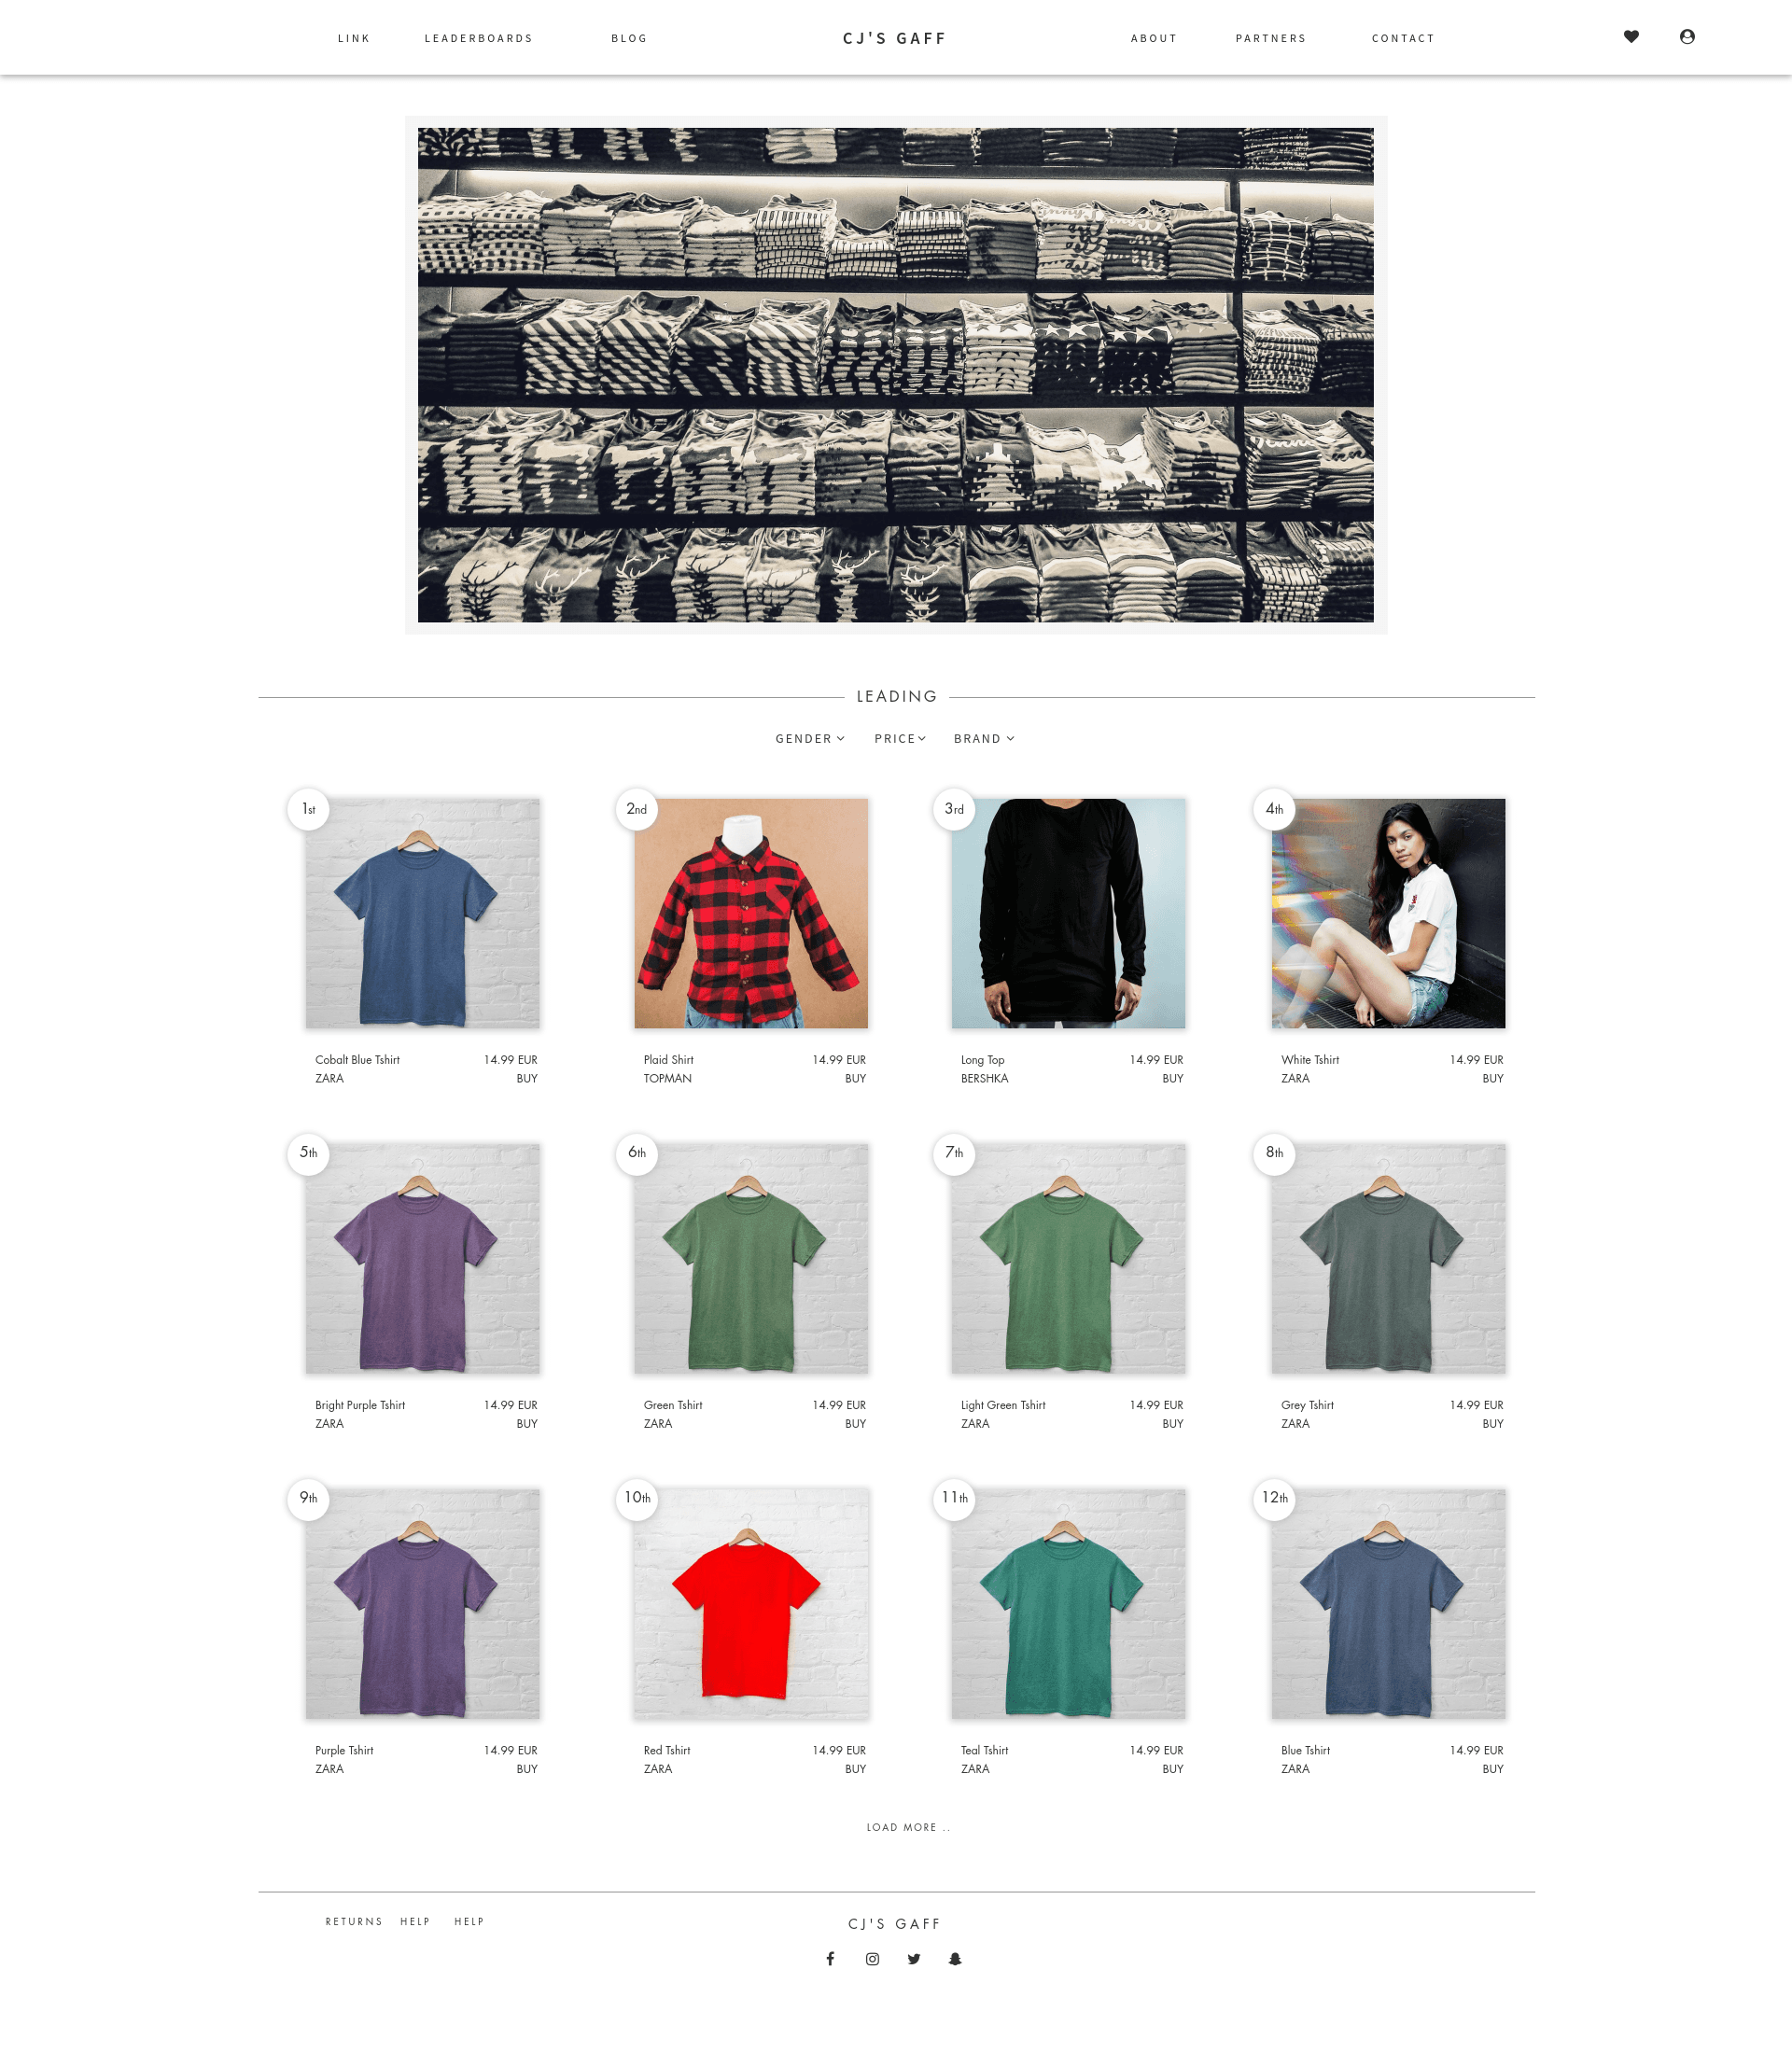 LINK LEADERBOARDS BLOG CJ'S GAFF ABOUT PARTNERS CONTACT
LEADING
GENDER PRICE BRAND
1st 2nd 3rd 4th
Cobalt Blue Tshirt 14.99 EUR Plaid Shirt 14.99 EUR Long Top 14.99 EUR White Tshirt 14.99 EUR
ZARA BUY TOPMAN BUY BERSHKA BUY ZARA BUY
5th 6th 7th 8th
Bright Purple Tshirt 14.99 EUR Green Tshirt 14.99 EUR Light Green Tshirt 14.99 EUR Grey Tshirt 14.99 EUR
ZARA BUY ZARA BUY ZARA BUY ZARA BUY
9th 10th 11th 12th
Purple Tshirt 14.99 EUR Red Tshirt 14.99 EUR Teal Tshirt 14.99 EUR Blue Tshirt 14.99 EUR
ZARA BUY ZARA BUY ZARA BUY ZARA BUY
LOAD MORE ..
RETURNS HELP HELP CJ'S GAFF